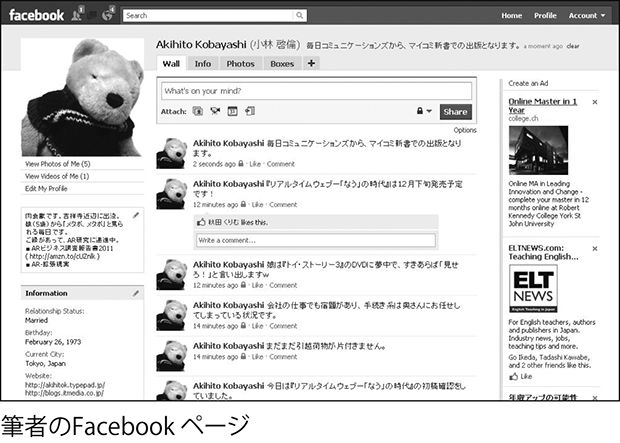 facebook
Search
Home Profile Account
Akihito Kobayashi (小林 啓倫) 毎日コミュニケーションズから、マイコミ新書での出版となります。 a moment ago clear
Wall Info Photos Boxes +
What's on your mind?
Attach:
31
Share
Options
Akihito Kobayashi 毎日コミュニケーションズから、マイコミ新書での出版となります。
2 seconds ago · Like · Comment
Akihito Kobayashi 『リアルタイムウェブー「なう」の時代』は12月下旬発売予定です！
12 minutes ago · Like · Comment
秋田 くりむ likes this.
Write a comment...
Akihito Kobayashi 娘は『トイ・ストーリー3』のDVDに夢中で、すきあらば「見せろ！」と言い出しますw
12 minutes ago · Like · Comment
Akihito Kobayashi 会社の仕事でも宿題があり、手続き系は奥さんにお任せしてしまっている状況です。
14 minutes ago · Like · Comment
Akihito Kobayashi まだまだ引越荷物が片付きません。
14 minutes ago · Like · Comment
Akihito Kobayashi 今日は『リアルタイムウェブー「なう」の時代』の初稿確認をしていました。
View Photos of Me (5)
View Videos of Me (1)
Edit My Profile
肉食獣です。吉祥寺近辺に出没。
娘（5歳）から「メタボ、メタボ」と罵られる毎日です。
ご縁があって、AR研究に邁進中。
■ARビジネス調査報告書2011
( http://amzn.to/cUZnlk )
■AR-拡張現実
Information
Relationship Status:
Married
Birthday:
February 26, 1973
Current City:
Tokyo, Japan
Website:
http://akihitok.typepad.jp/
http://blogs.itmedia.co.jp/
Create an Ad
Online Master in 1 Year
college.ch
Online MA in Leading Innovation and Change - complete your master in 12 months online at Robert Kennedy College York St John University
ELTNEWS.com: Teaching English...
ELT
NEWS
English Teaching in Japan
For English teachers, authors and publishers in Japan. Industry news, jobs, teaching tips and more.
Go Ikeda, Tadashi Kawabe, and 2 other friends like this.
Like
年収アップの可能性
筆者のFacebook ページ